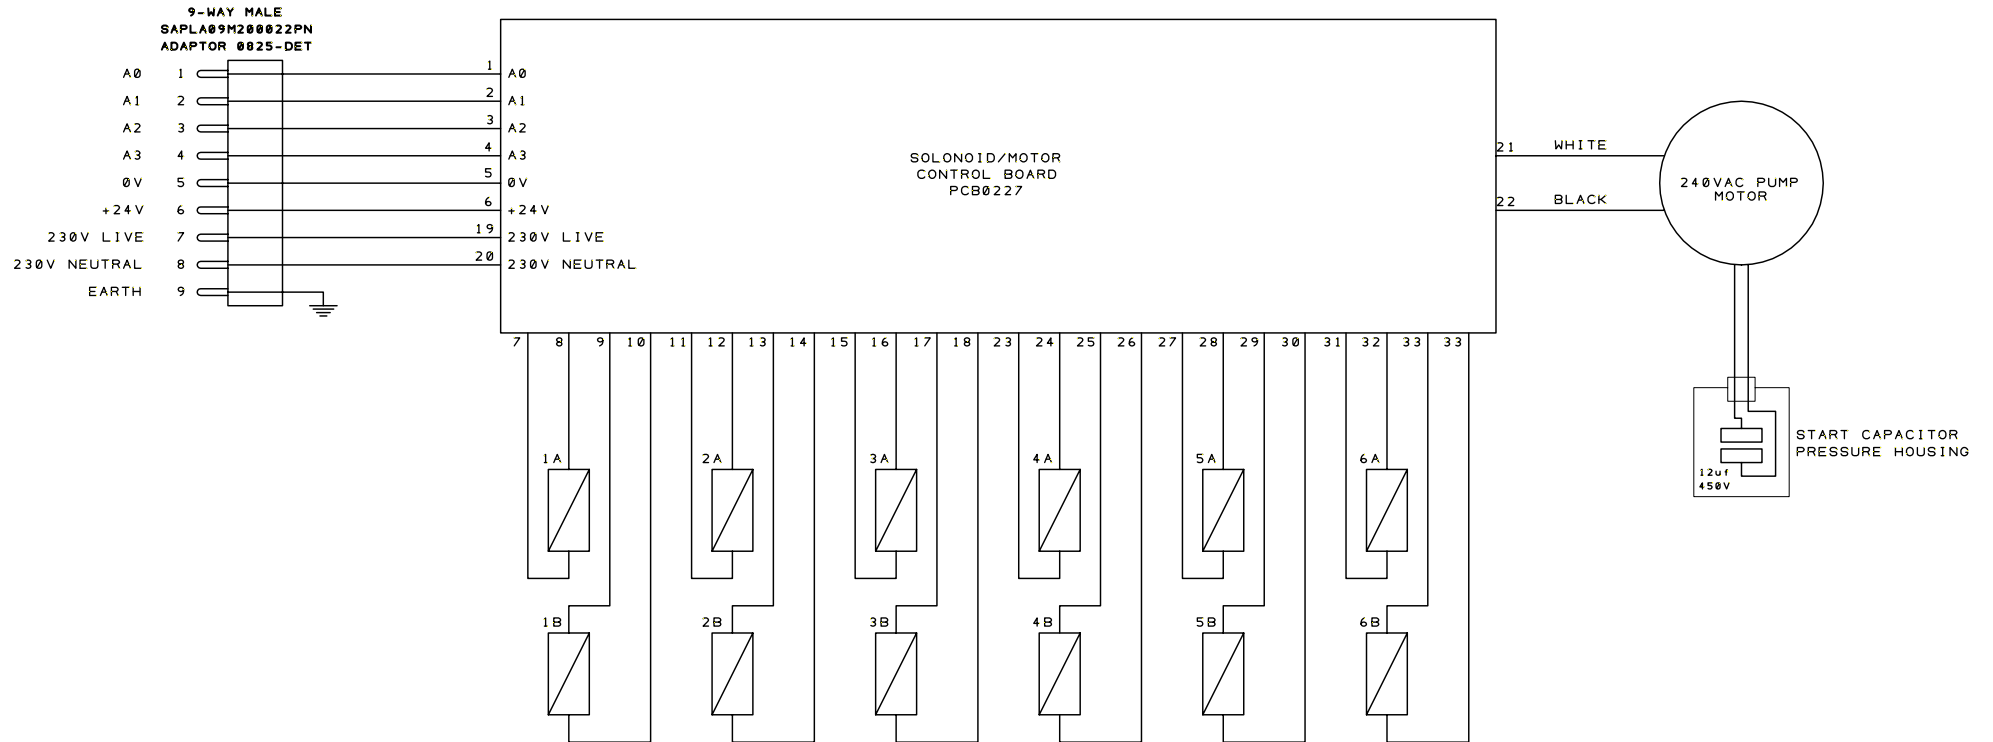 9-WAY MALE
SAPLA09M200022PN
ADAPTOR 0825-DET
A0 1 1 A0
A1 2 2 A1
A2 3 3 A2
A3 4 4 A3
0V 5 5 0V
+24V 6 6 +24V
230V LIVE 7 19 230V LIVE
230V NEUTRAL 8 20 230V NEUTRAL
EARTH 9
SOLONOID/MOTOR
CONTROL BOARD
PCB0227
21 WHITE
22 BLACK
240VAC PUMP
MOTOR
7 8 9 10 11 12 13 14 15 16 17 18 23 24 25 26 27 28 29 30 31 32 33 33
START CAPACITOR
PRESSURE HOUSING
12uf
450V
1A 2A 3A 4A 5A 6A
1B 2B 3B 4B 5B 6B